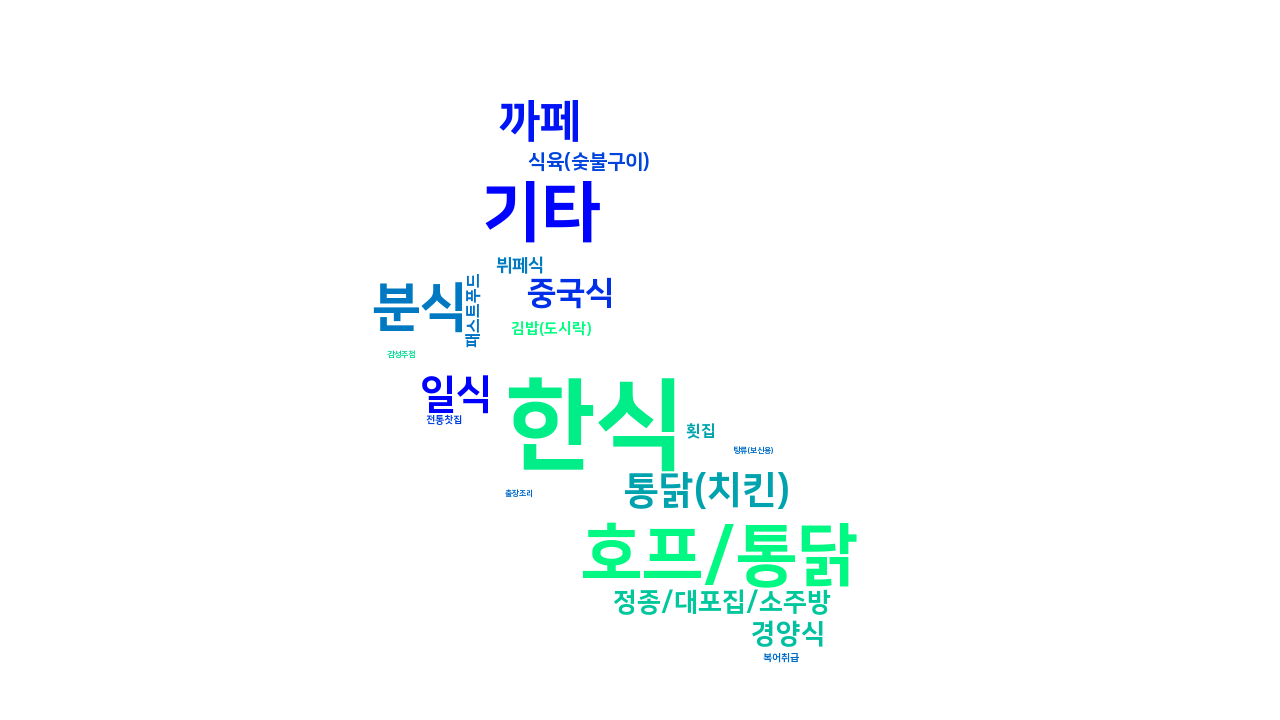 까페
식육(숯불구이)
기타
뷔페식
중국식
분식
패스트푸드
김밥(도시락)
감성주점
일식
전통찻집
한식
횟집
탕류(보신용)
출장조리
통닭(치킨)
호프/통닭
정종/대포집/소주방
경양식
복어취급